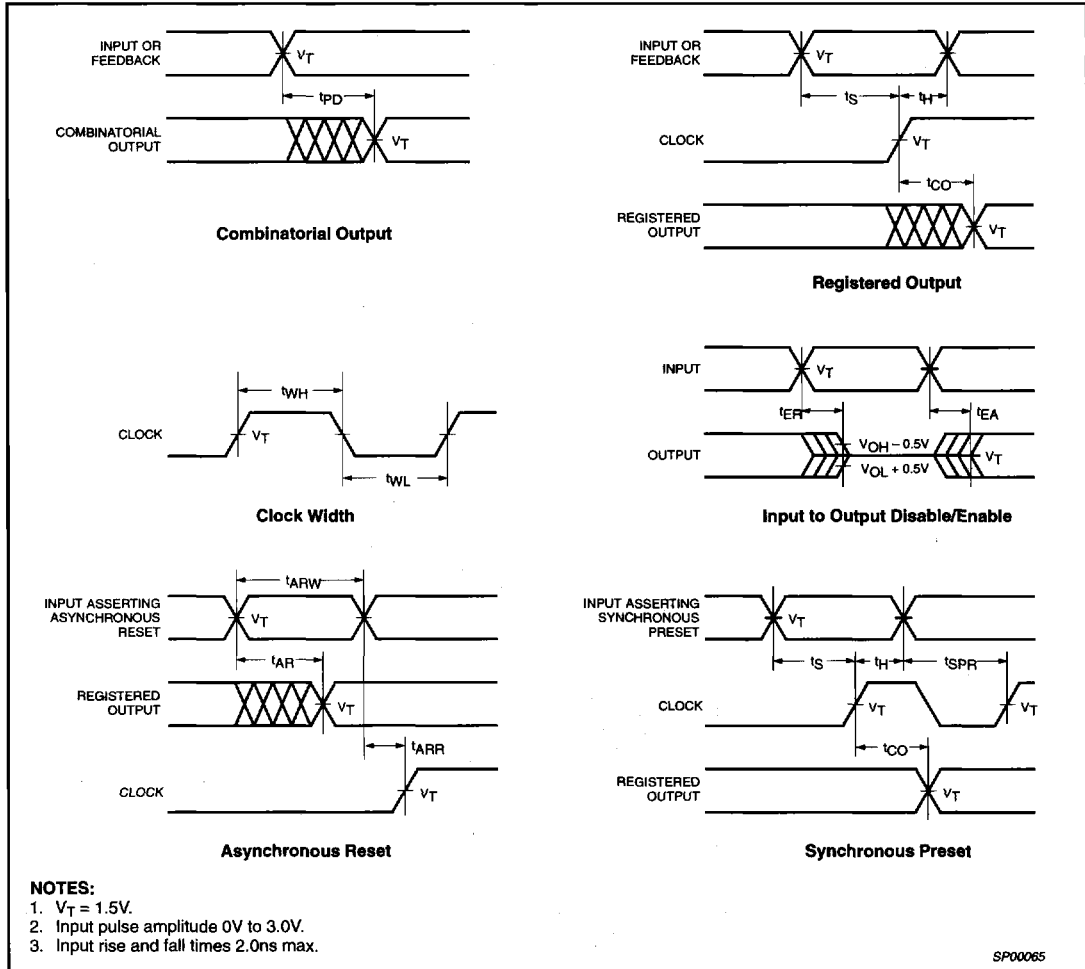 INPUT OR
FEEDBACK
VT
tPD
COMBINATORIAL
OUTPUT
VT
Combinatorial Output
INPUT OR
FEEDBACK
VT
tS
tH
CLOCK
VT
tCO
REGISTERED
OUTPUT
VT
Registered Output
tWH
CLOCK
VT
tWL
Clock Width
INPUT
VT
tER
tEA
OUTPUT
VOH – 0.5V
VOL + 0.5V
VT
Input to Output Disable/Enable
tARW
INPUT ASSERTING
ASYNCHRONOUS
RESET
VT
tAR
REGISTERED
OUTPUT
VT
tARR
CLOCK
VT
Asynchronous Reset
INPUT ASSERTING
SYNCHRONOUS
PRESET
VT
tS
tH
tSPR
CLOCK
VT
VT
tCO
REGISTERED
OUTPUT
VT
Synchronous Preset
NOTES:
1. VT = 1.5V.
2. Input pulse amplitude 0V to 3.0V.
3. Input rise and fall times 2.0ns max.
SP00065